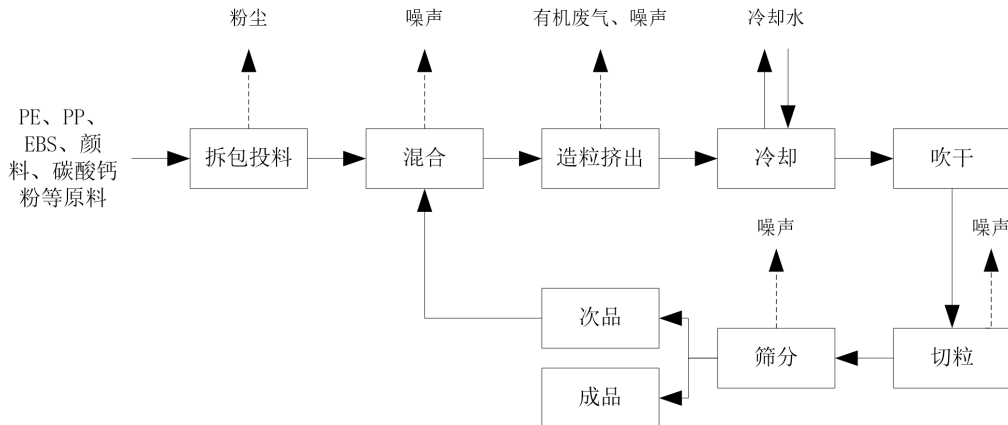 粉尘
噪声
有机废气、噪声
冷却水
PE、PP、
EBS、颜
料、碳酸钙
粉等原料
拆包投料
混合
造粒挤出
冷却
吹干
噪声
噪声
次品
筛分
切粒
成品